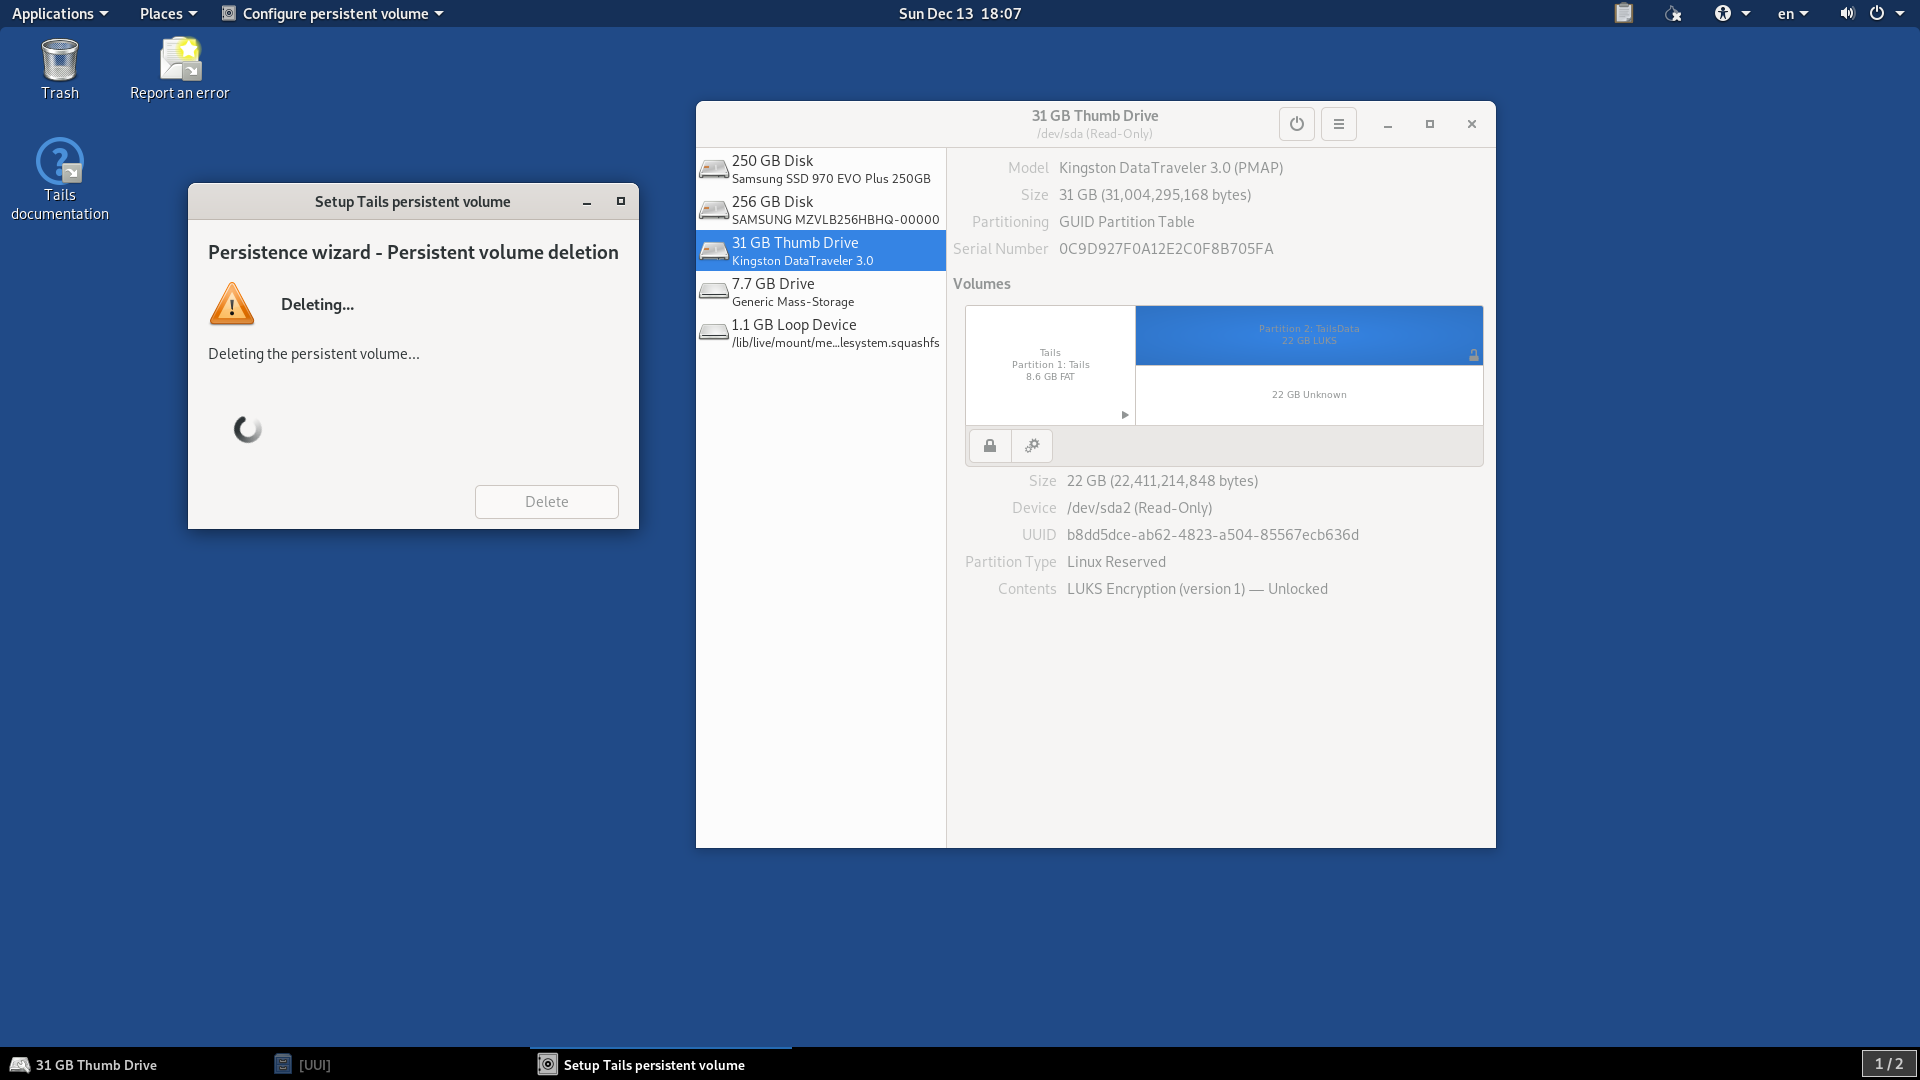 Applications Places Configure persistent volume Sun Dec 13 18:07 en
Trash
Report an error
Tails
documentation
Setup Tails persistent volume
Persistence wizard - Persistent volume deletion
Deleting...
Deleting the persistent volume...
Delete
31 GB Thumb Drive
/dev/sda (Read-Only)
250 GB Disk
Samsung SSD 970 EVO Plus 250GB
256 GB Disk
SAMSUNG MZVLB256HBHQ-00000
31 GB Thumb Drive
Kingston DataTraveler 3.0
7.7 GB Drive
Generic Mass-Storage
1.1 GB Loop Device
/lib/live/mount/me...lesystem.squashfs
Model Kingston DataTraveler 3.0 (PMAP)
Size 31 GB (31,004,295,168 bytes)
Partitioning GUID Partition Table
Serial Number 0C9D927F0A12E2C0F8B705FA
Volumes
Tails
Partition 1: Tails
8.6 GB FAT
Partition 2: TailsData
22 GB LUKS
22 GB Unknown
Size 22 GB (22,411,214,848 bytes)
Device /dev/sda2 (Read-Only)
UUID b8dd5dce-ab62-4823-a504-85567ecb636d
Partition Type Linux Reserved
Contents LUKS Encryption (version 1) — Unlocked
31 GB Thumb Drive [UUI] Setup Tails persistent volume 1 / 2